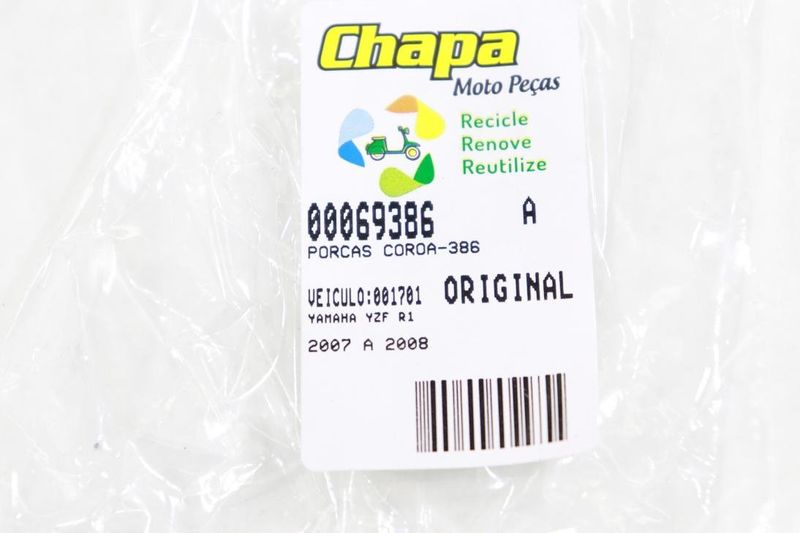 Chapa
Moto Peças
Recicle
Renove
Reutilize
00069386 A
PORCAS COROA-386
VEICULO:001701 ORIGINAL
YAMAHA YZF R1
2007 A 2008